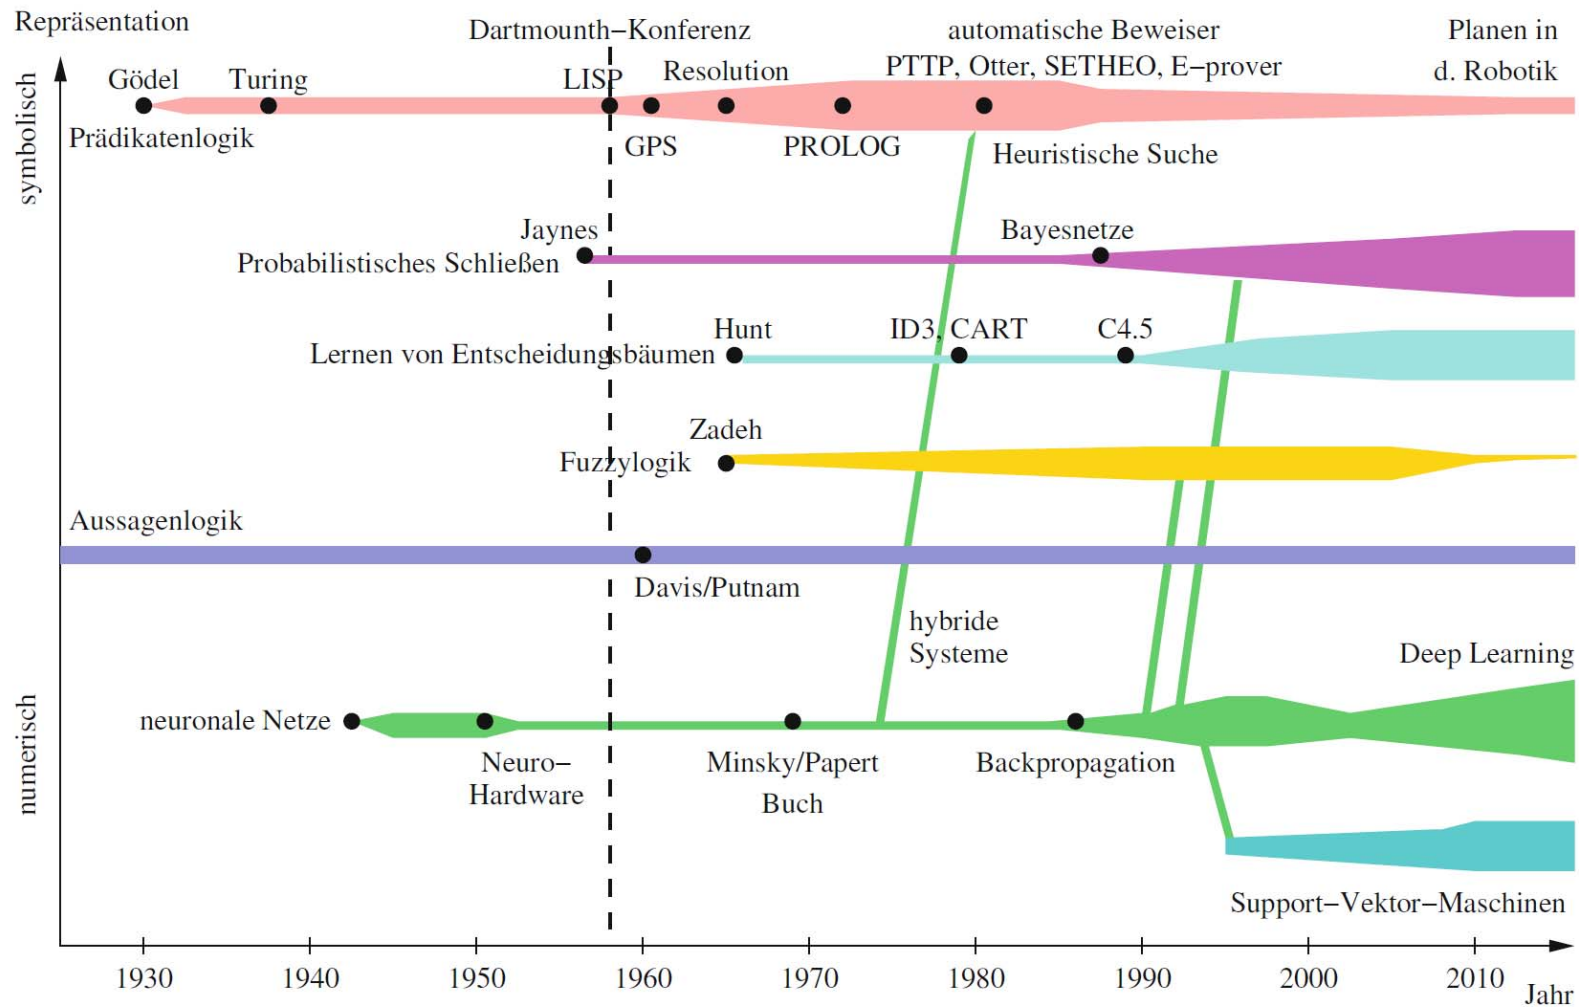 Repräsentation
Dartmounth–Konferenz
automatische Beweiser
Planen in
symbolisch
Gödel
Turing
LISP
Resolution
PTTP, Otter, SETHEO, E–prover
d. Robotik
Prädikatenlogik
GPS
PROLOG
Heuristische Suche
Jaynes
Bayesnetze
Probabilistisches Schließen
Hunt
ID3, CART
C4.5
Lernen von Entscheidungsbäumen
Zadeh
Fuzzylogik
Aussagenlogik
Davis/Putnam
hybride
Systeme
Deep Learning
numerisch
neuronale Netze
Neuro–
Hardware
Minsky/Papert
Buch
Backpropagation
Support–Vektor–Maschinen
1930 1940 1950 1960 1970 1980 1990 2000 2010
Jahr